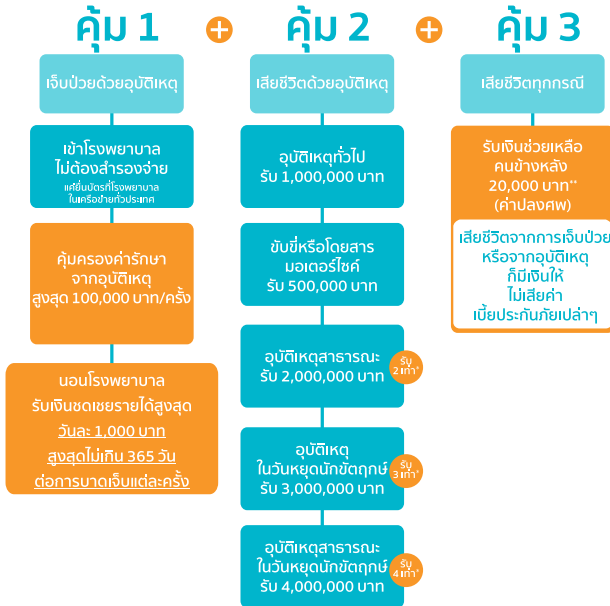 คุ้ม 1
+
คุ้ม 2
+
คุ้ม 3
เจ็บป่วยด้วยอุบัติเหตุ
เข้าโรงพยาบาล
ไม่ต้องสำรองจ่าย
แค่ยื่นบัตรที่โรงพยาบาล
ในเครือข่ายทั่วประเทศ
คุ้มครองค่ารักษา
จากอุบัติเหตุ
สูงสุด 100,000 บาท/ครั้ง
นอนโรงพยาบาล
รับเงินชดเชยรายได้สูงสุด
วันละ 1,000 บาท
สูงสุดไม่เกิน 365 วัน
ต่อการบาดเจ็บแต่ละครั้ง
เสียชีวิตด้วยอุบัติเหตุ
อุบัติเหตุทั่วไป
รับ 1,000,000 บาท
ขับขี่หรือโดยสาร
มอเตอร์ไซค์
รับ 500,000 บาท
อุบัติเหตุสาธารณะ
รับ 2,000,000 บาท
รับ
2 เท่า*
อุบัติเหตุ
ในวันหยุดนักขัตฤกษ์
รับ 3,000,000 บาท
รับ
3 เท่า*
อุบัติเหตุสาธารณะ
ในวันหยุดนักขัตฤกษ์
รับ 4,000,000 บาท
รับ
4 เท่า*
เสียชีวิตทุกกรณี
รับเงินช่วยเหลือ
คนข้างหลัง
20,000 บาท**
(ค่าปลงศพ)
เสียชีวิตจากการเจ็บป่วย
หรือจากอุบัติเหตุ
ก็มีเงินให้
ไม่เสียค่า
เบี้ยประกันภัยเปล่าๆ